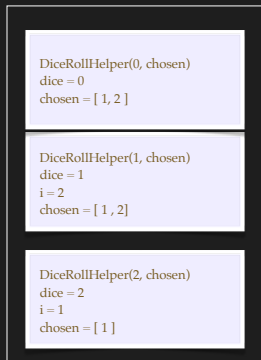 DiceRollHelper(0, chosen)
dice = 0
chosen = [ 1, 2 ]
DiceRollHelper(1, chosen)
dice = 1
i = 2
chosen = [ 1 , 2]
DiceRollHelper(2, chosen)
dice = 2
i = 1
chosen = [ 1 ]